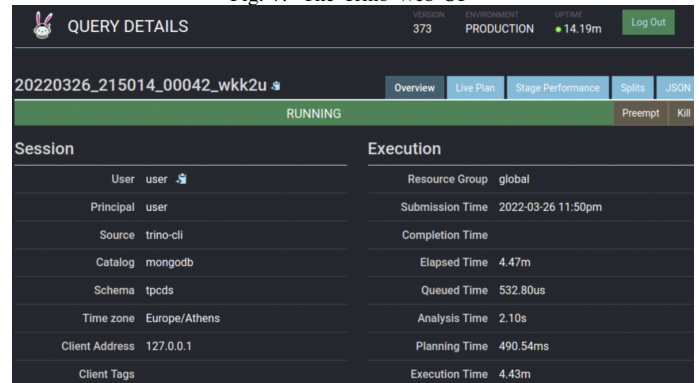 Fig. 7. The Trino Web UI
QUERY DETAILS
VERSION
373
ENVIRONMENT
PRODUCTION
UPTIME
14.19m
Log Out
20220326_215014_00042_wkk2u
Overview
Live Plan
Stage Performance
Splits
JSON
RUNNING
Preempt
Kill
Session
User user
Principal user
Source trino-cli
Catalog mongodb
Schema tpcds
Time zone Europe/Athens
Client Address 127.0.0.1
Client Tags
Execution
Resource Group global
Submission Time 2022-03-26 11:50pm
Completion Time
Elapsed Time 4.47m
Queued Time 532.80us
Analysis Time 2.10s
Planning Time 490.54ms
Execution Time 4.43m